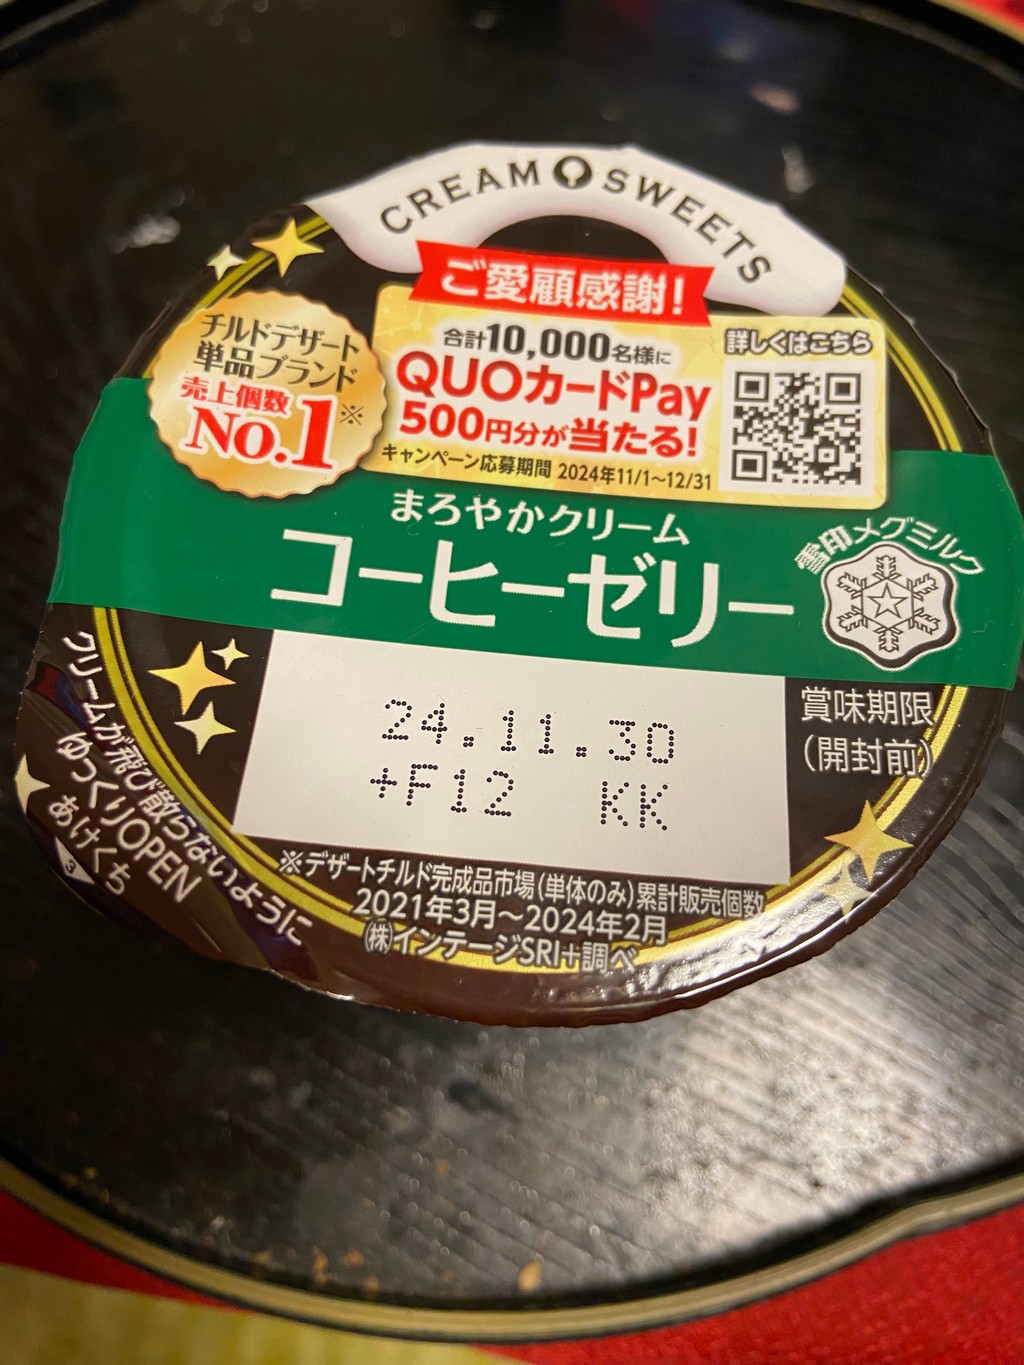 CREAM SWEETS
ご愛顧感謝!
チルドデザート
単品ブランド
売上個数
No.1※
合計10,000名様に
QUOカードPay
500円分が当たる!
キャンペーン応募期間 2024年11/1〜12/31
詳しくはこちら
まろやかクリーム
コーヒーゼリー
雪印メグミルク
賞味期限
(開封前)
24.11.30
+F12 KK
クリームが飛び散らないように
ゆっくりOPEN
あけくち
3
※デザートチルド完成品市場(単体のみ)累計販売個数
2021年3月〜2024年2月
㈱インテージSRI+調べ